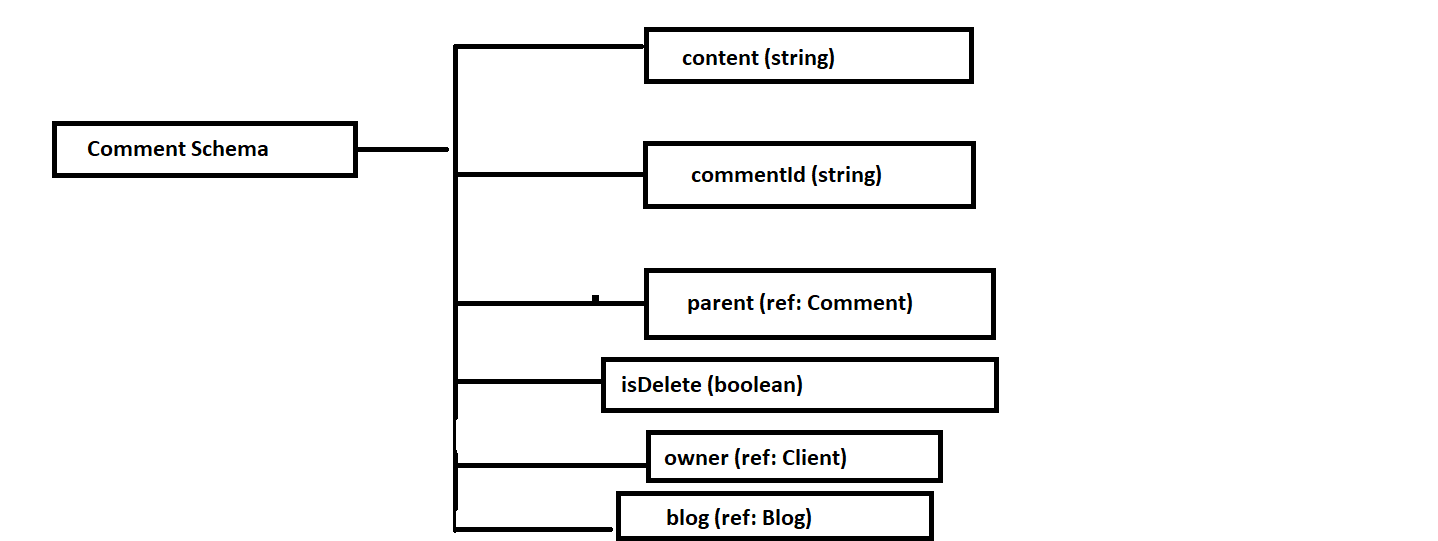 content (string)
Comment Schema
commentId (string)
parent (ref: Comment)
isDelete (boolean)
owner (ref: Client)
blog (ref: Blog)